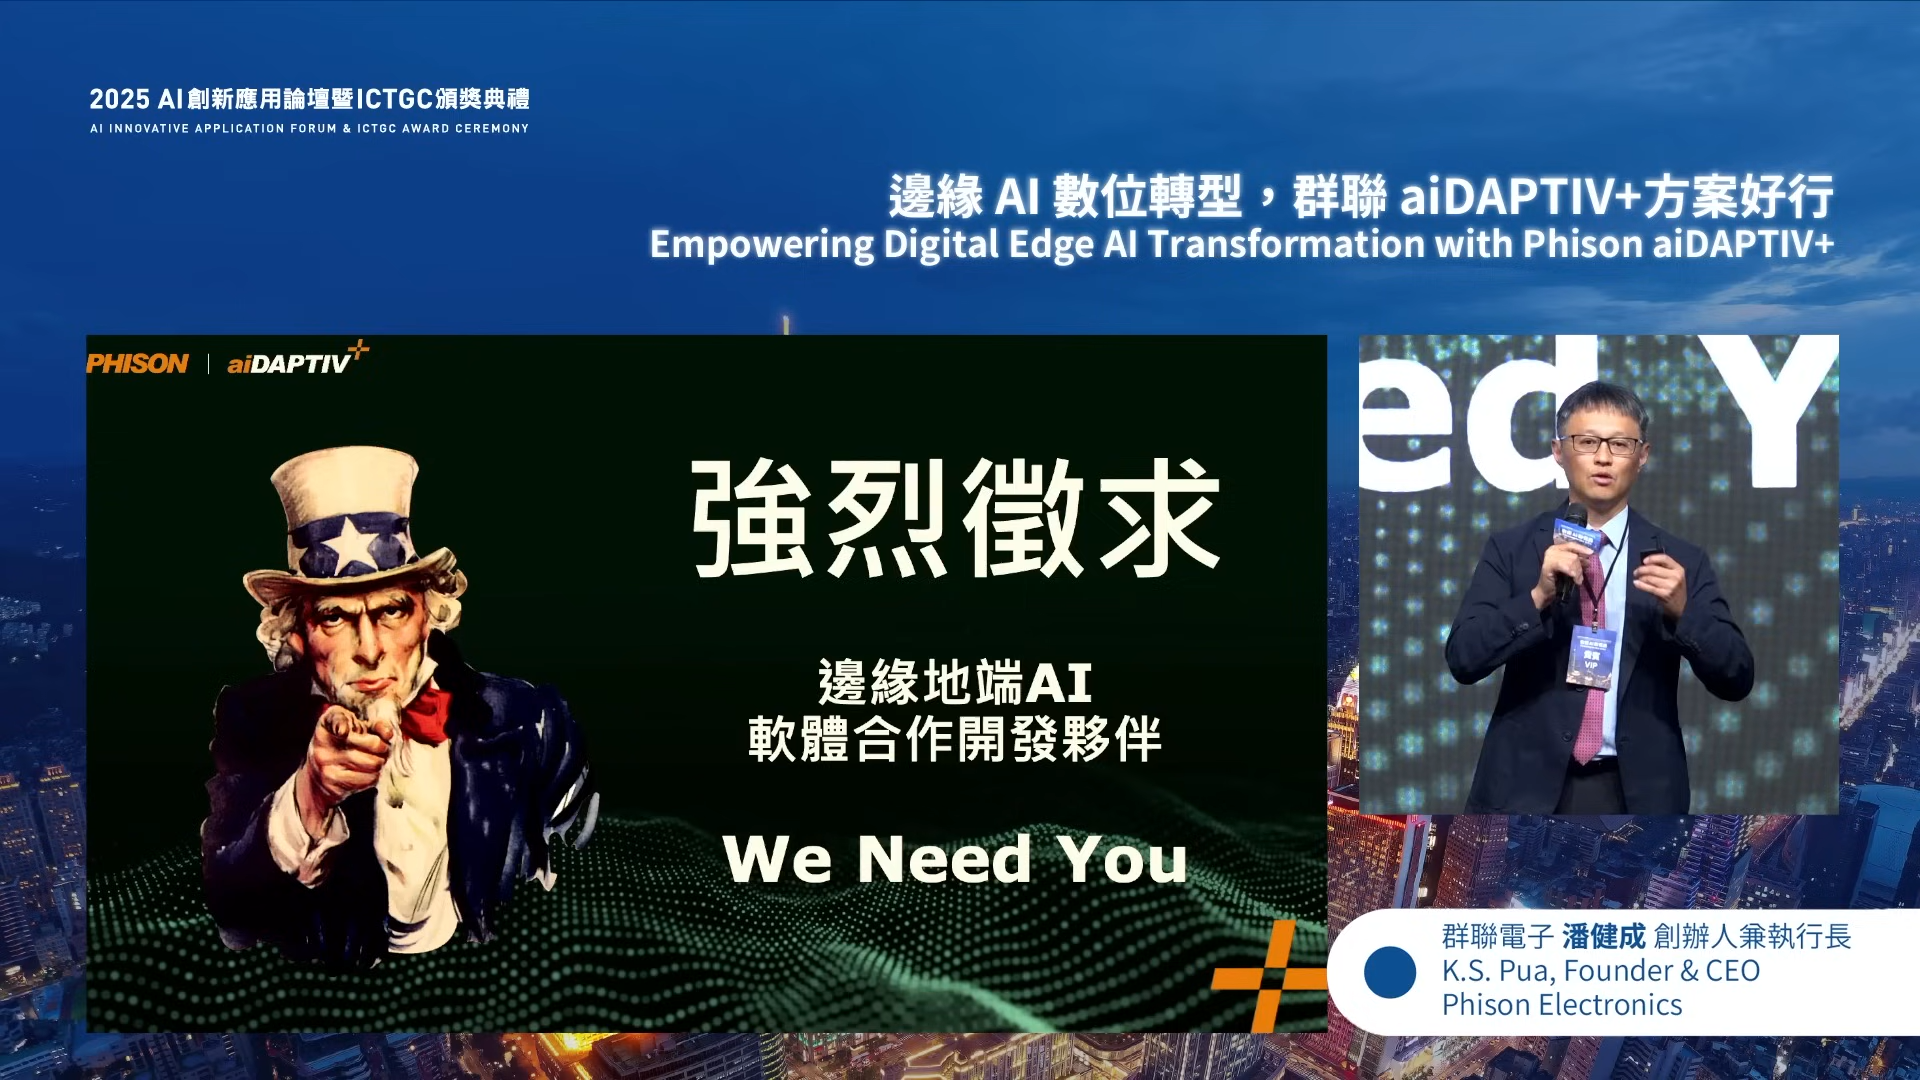 2025 AI創新應用論壇暨ICTGC頒獎典禮
AI INNOVATIVE APPLICATION FORUM & ICTGC AWARD CEREMONY
邊緣 AI 數位轉型，群聯 aiDAPTIV+方案好行
Empowering Digital Edge AI Transformation with Phison aiDAPTIV+
PHISON | aiDAPTIV+
強烈徵求
邊緣地端AI
軟體合作開發夥伴
We Need You
ed Y
貴賓
VIP
群聯電子 潘健成 創辦人兼執行長
K.S. Pua, Founder & CEO
Phison Electronics